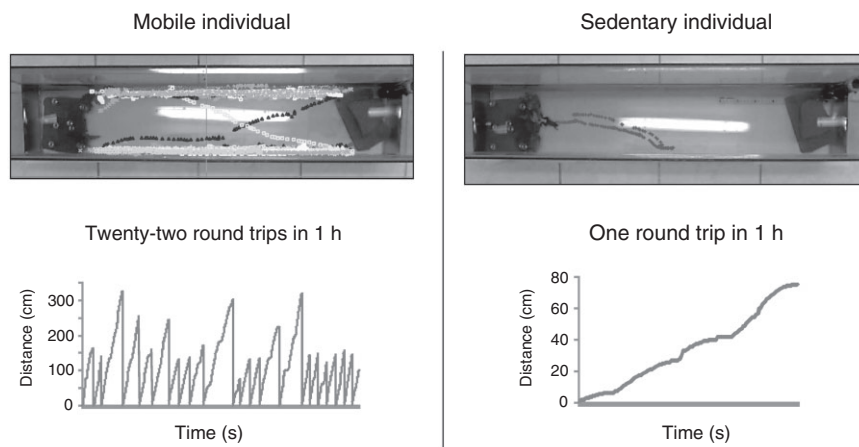 Mobile individual
Sedentary individual
Twenty-two round trips in 1 h
One round trip in 1 h
Distance (cm)
300
200
100
0
Time (s)
Distance (cm)
80
60
40
20
0
Time (s)